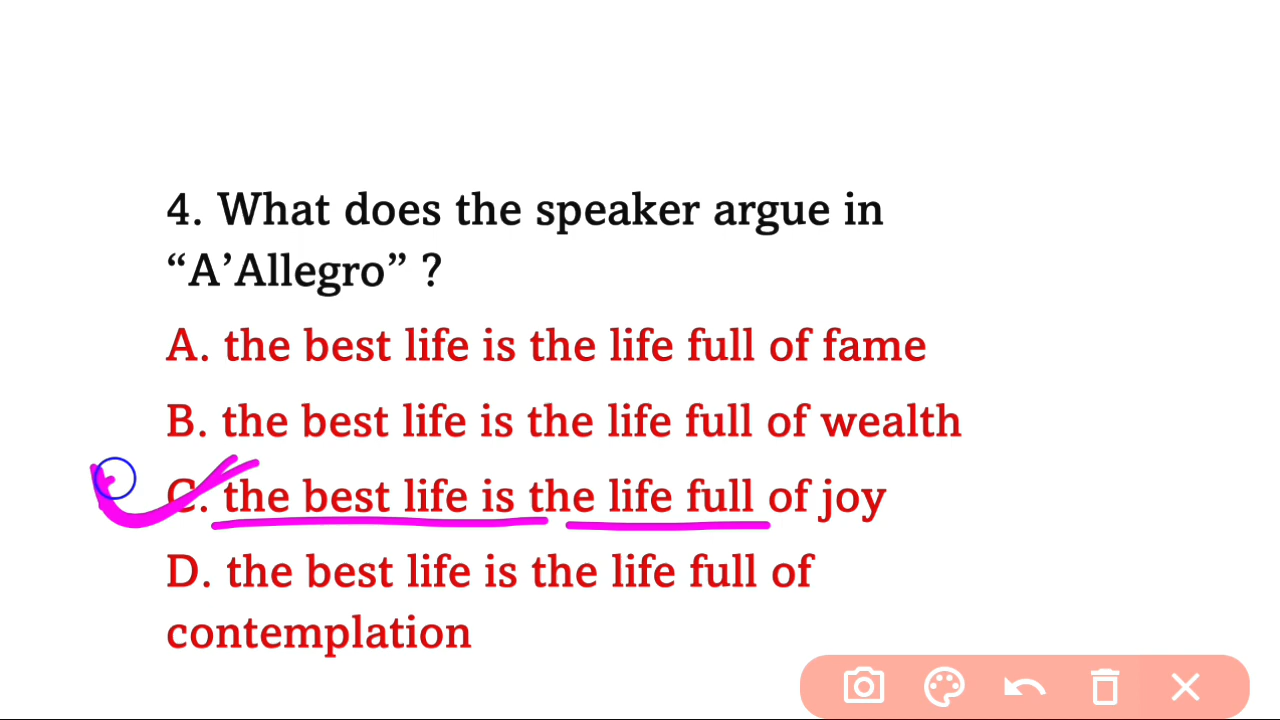 4. What does the speaker argue in
“A’Allegro” ?
A. the best life is the life full of fame
B. the best life is the life full of wealth
C. the best life is the life full of joy
D. the best life is the life full of
contemplation